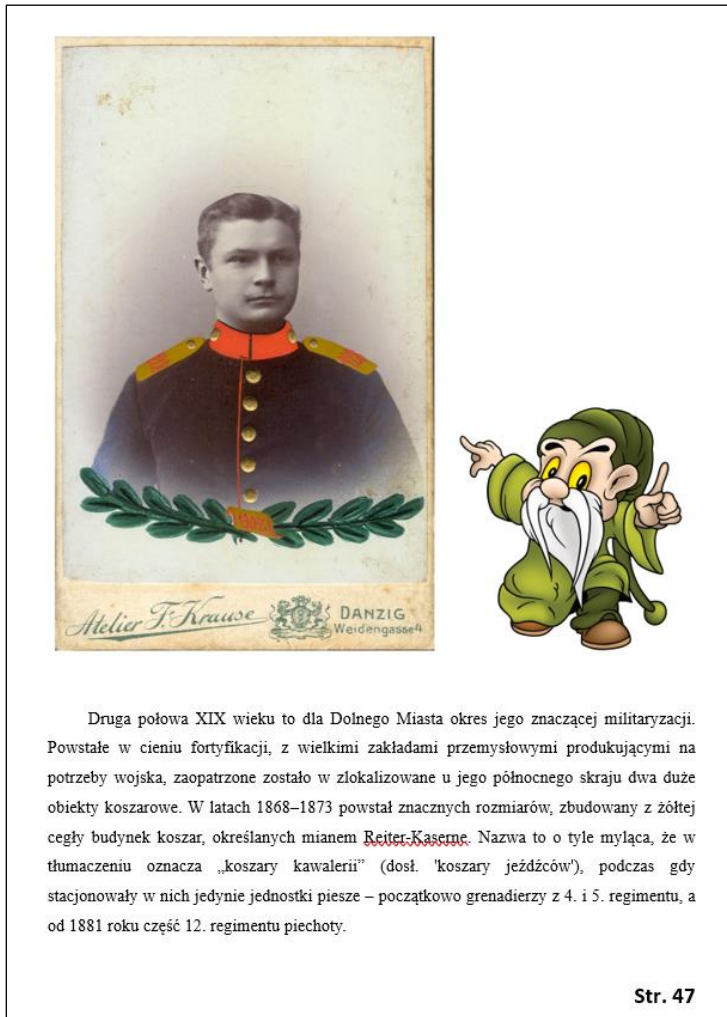 Atelier F. Krause
DANZIG
Weidengasse 4
Druga połowa XIX wieku to dla Dolnego Miasta okres jego znaczącej militaryzacji.
Powstałe w cieniu fortyfikacji, z wielkimi zakładami przemysłowymi produkującymi na
potrzeby wojska, zaopatrzone zostało w zlokalizowane u jego północnego skraju dwa duże
obiekty koszarowe. W latach 1868–1873 powstał znacznych rozmiarów, zbudowany z żółtej
cegły budynek koszar, określanych mianem Reiter-Kaserne. Nazwa to o tyle myląca, że w
tłumaczeniu oznacza „koszary kawalerii” (dosł. 'koszary jeźdźców'), podczas gdy
stacjonowały w nich jedynie jednostki piesze – początkowo grenadierzy z 4. i 5. regimentu, a
od 1881 roku część 12. regimentu piechoty.
Str. 47